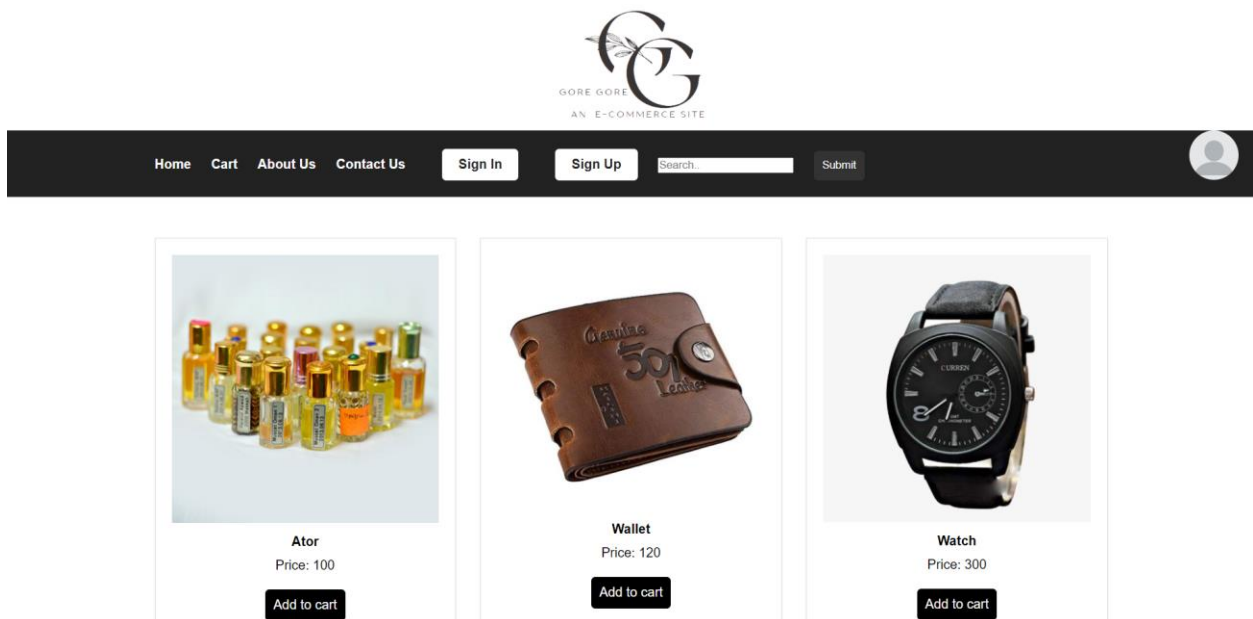 GORE GORE
AN E-COMMERCE SITE
Home Cart About Us Contact Us Sign In Sign Up Search.. Submit
Genuine
501
Leather
CURREN
Ator
Price: 100
Add to cart
Wallet
Price: 120
Add to cart
Watch
Price: 300
Add to cart